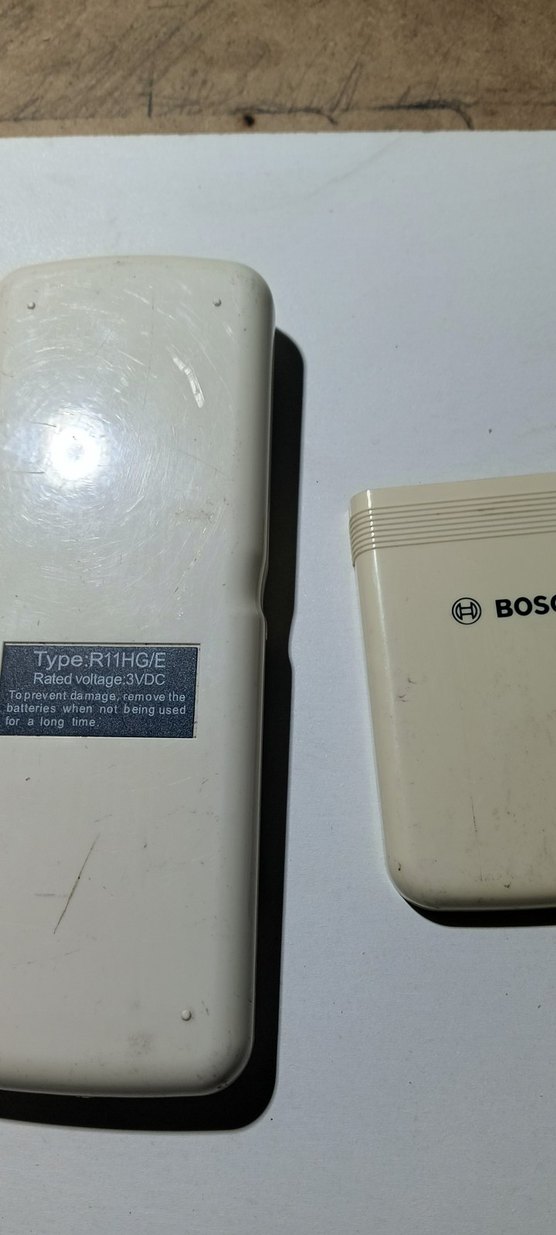 Type:R11HG/E
Rated voltage:3VDC
To prevent damage, remove the
batteries when not being used
for a long time.
BOSC